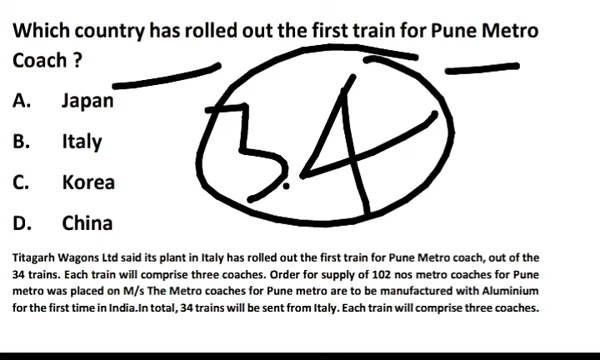 Which country has rolled out the first train for Pune Metro
Coach ?
A. Japan
B. Italy
C. Korea
D. China
34
Titagarh Wagons Ltd said its plant in Italy has rolled out the first train for Pune Metro coach, out of the
34 trains. Each train will comprise three coaches. Order for supply of 102 nos metro coaches for Pune
metro was placed on M/s The Metro coaches for Pune metro are to be manufactured with Aluminium
for the first time in India.In total, 34 trains will be sent from Italy. Each train will comprise three coaches.